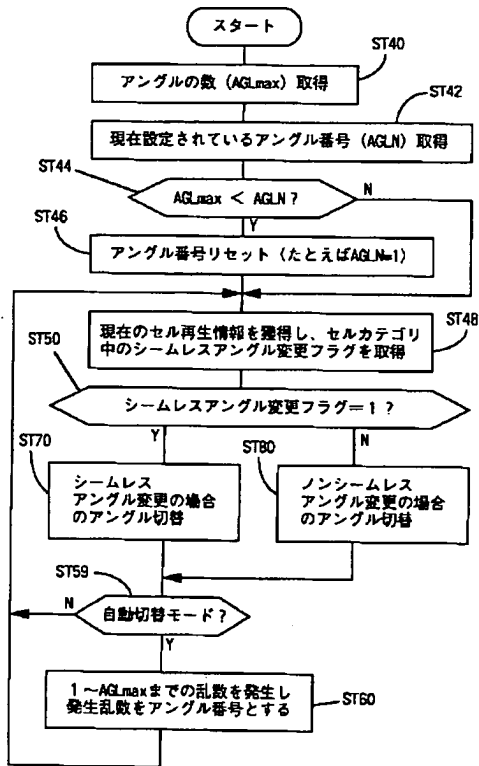 スタート
ST40
アングルの数（AGLmax）取得
ST42
現在設定されているアングル番号（AGLN）取得
ST44
AGLmax ＜ AGLN？
N
Y
ST46
アングル番号リセット（たとえばAGLN=1）
現在のセル再生情報を獲得し、セルカテゴリ
中のシームレスアングル変更フラグを取得
ST48
ST50
シームレスアングル変更フラグ＝１？
Y
N
ST70
シームレス
アングル変更の場合
のアングル切替
ST80
ノンシームレス
アングル変更の場合
のアングル切替
ST59
N
自動切替モード？
Y
１～AGLmaxまでの乱数を発生し
発生乱数をアングル番号とする
ST60